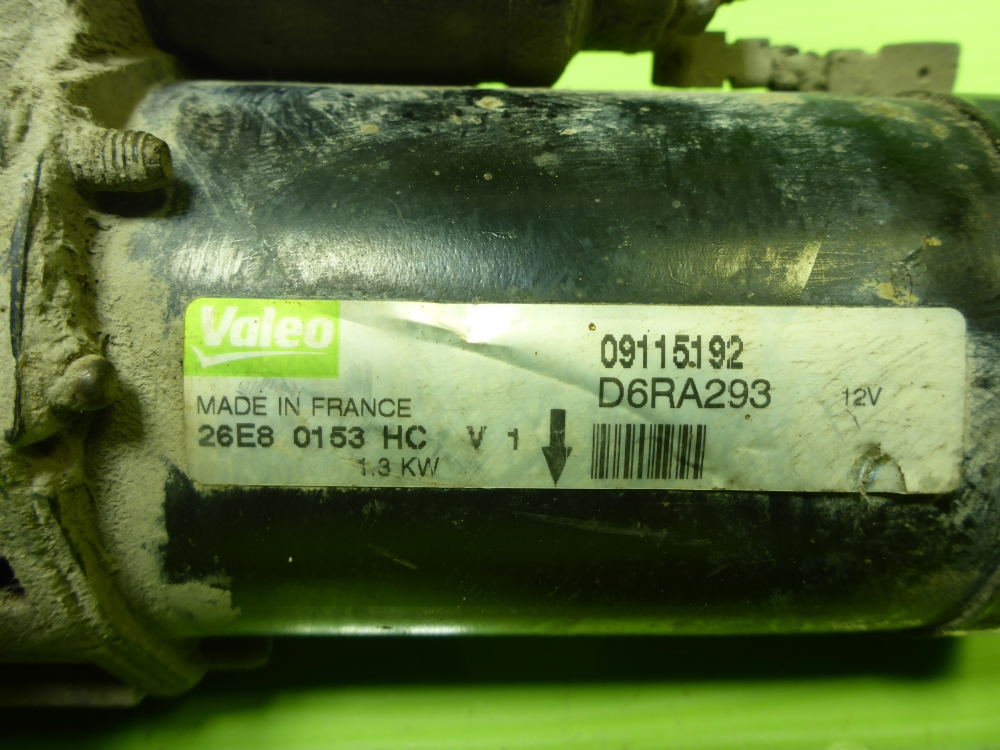 Valeo
MADE IN FRANCE
26E8 0153 HC V 1
1.3 KW
09115192
D6RA293 12V